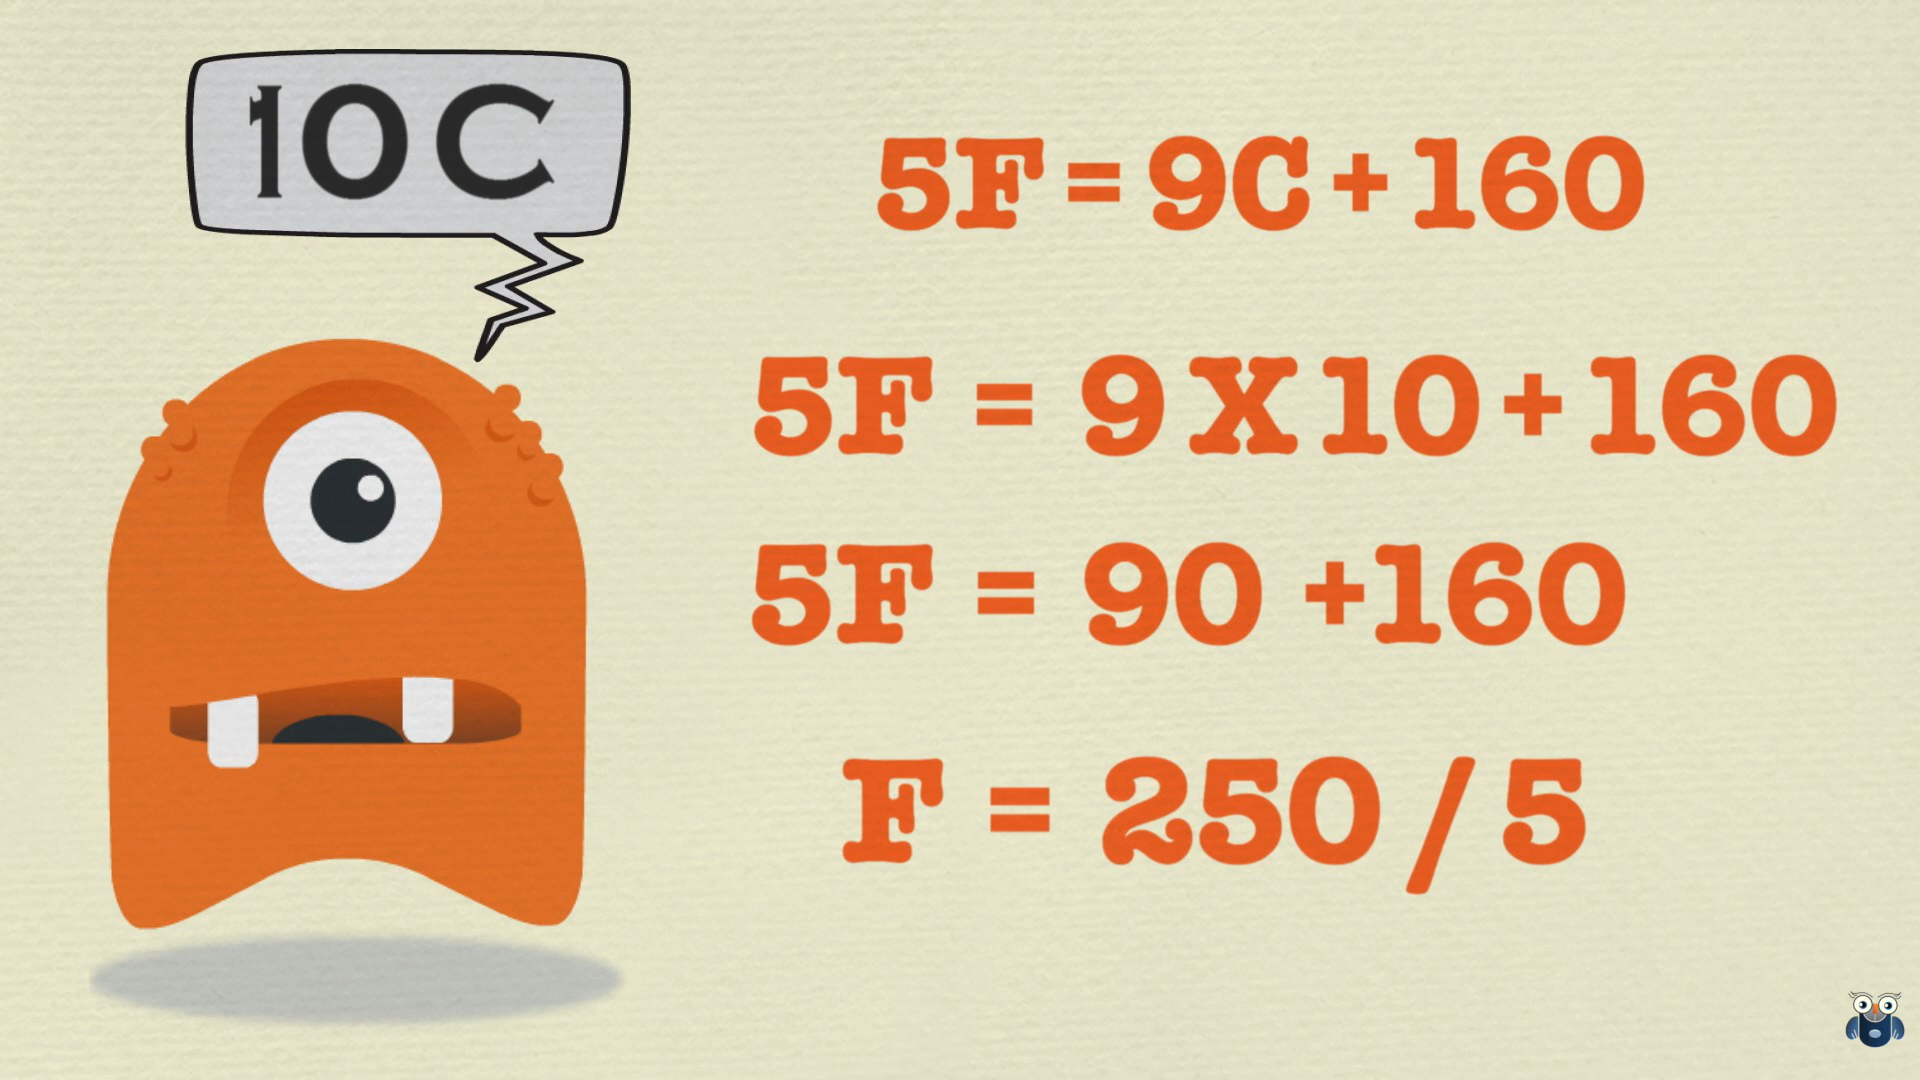 10 C
5F = 9C + 160
5F = 9 X 10 + 160
5F = 90 +160
F = 250 / 5